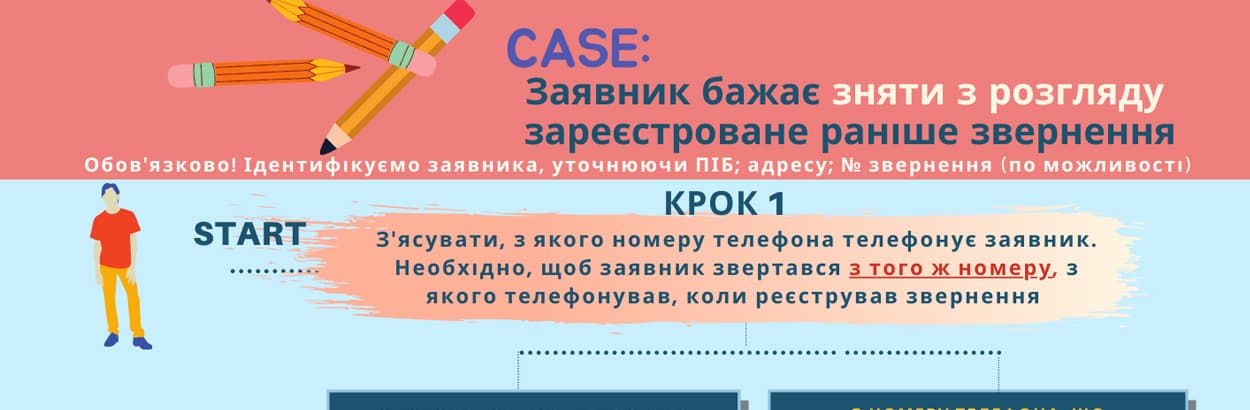 CASE:
Заявник бажає зняти з розгляду
зареєстроване раніше звернення
Обов'язково! Ідентифікуємо заявника, уточнюючи ПІБ; адресу; № звернення (по можливості)
КРОК 1
START
З'ясувати, з якого номеру телефона телефонує заявник.
Необхідно, щоб заявник звертався з того ж номеру, з
якого телефонував, коли реєстрував звернення